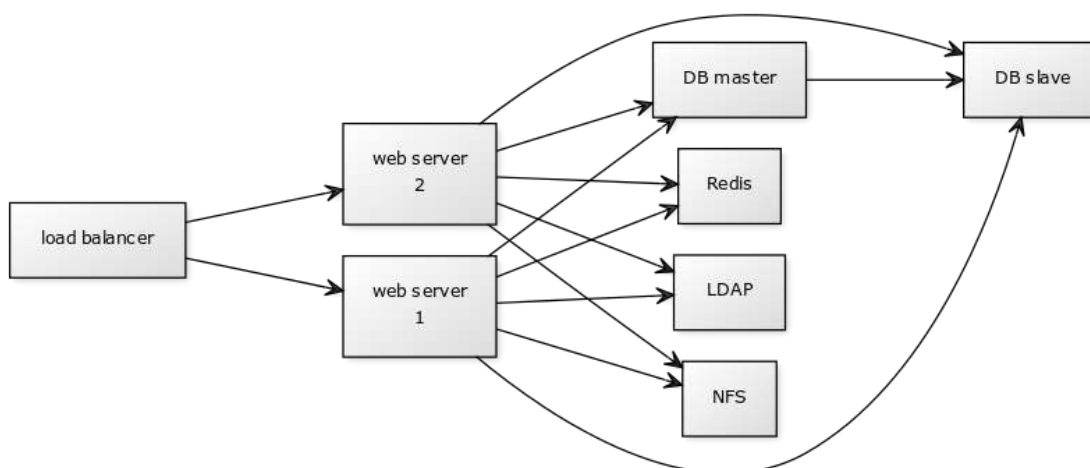 load balancer
web server
2
web server
1
DB master
Redis
LDAP
NFS
DB slave